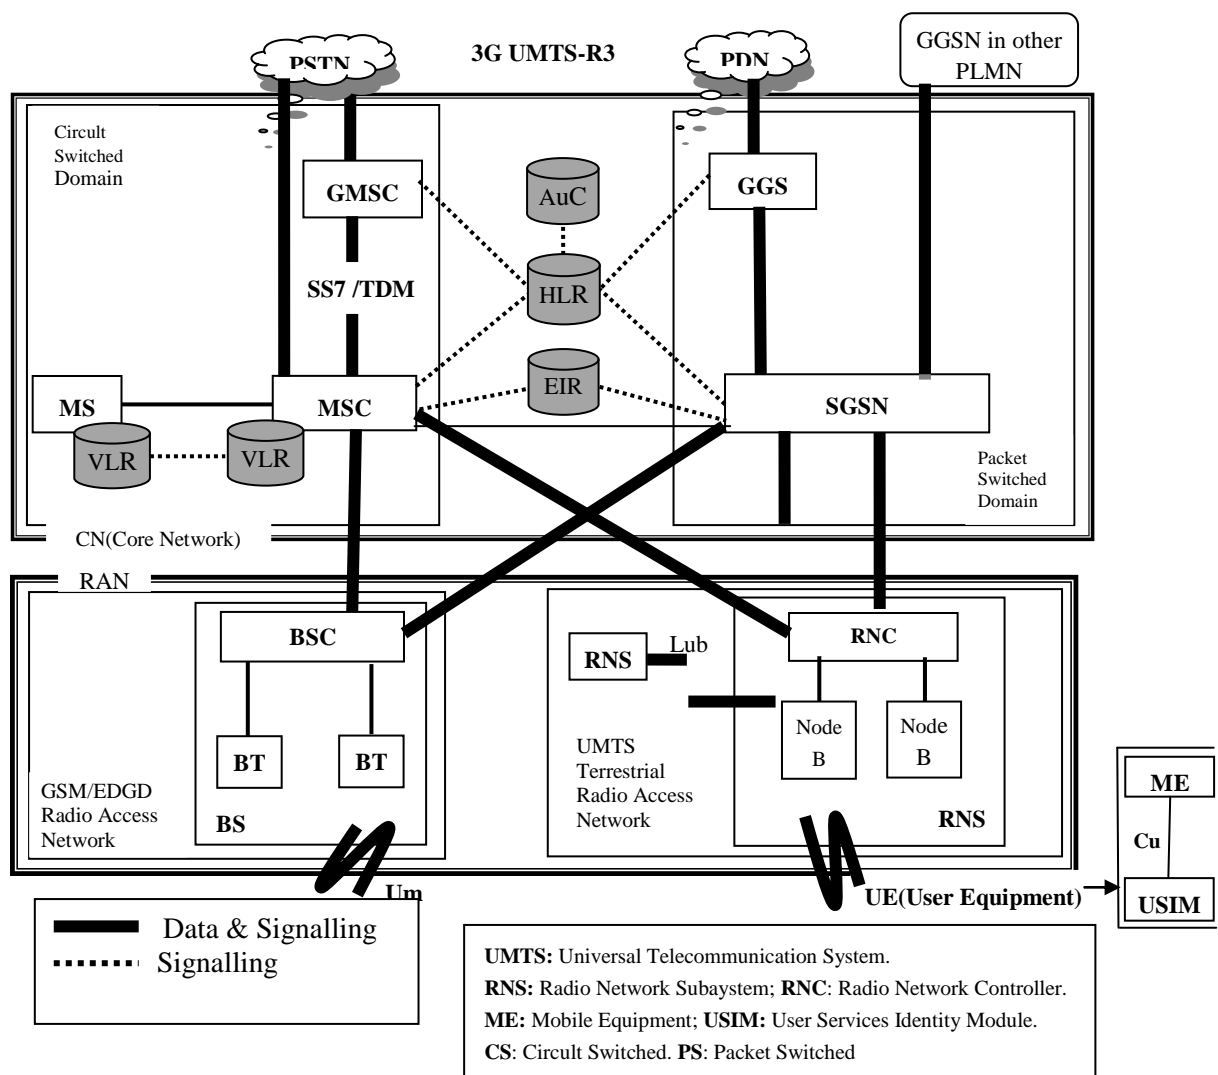 3G UMTS-R3
PSTN
PDN
GGSN in other
PLMN
Circult
Switched
Domain
GMSC
AuC
GGS
SS7 /TDM
HLR
EIR
MS
MSC
SGSN
VLR
VLR
Packet
Switched
Domain
CN(Core Network)
RAN
BSC
RNS
Lub
RNC
BT
BT
Node
B
Node
B
GSM/EDGD
Radio Access
Network
BS
UMTS
Terrestrial
Radio Access
Network
RNS
ME
Cu
USIM
Um
UE(User Equipment)
Data & Signalling
Signalling
UMTS: Universal Telecommunication System.
RNS: Radio Network Subaystem; RNC: Radio Network Controller.
ME: Mobile Equipment; USIM: User Services Identity Module.
CS: Circult Switched. PS: Packet Switched